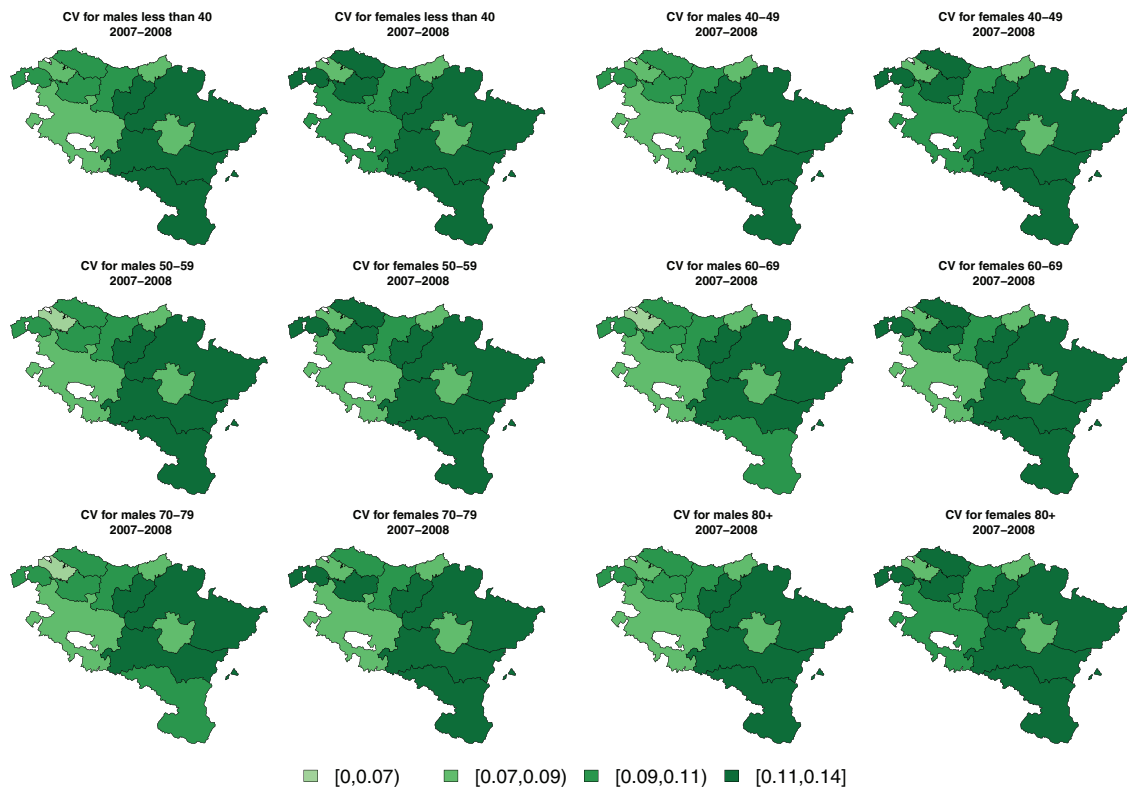 CV for males less than 40
2007−2008
CV for females less than 40
2007−2008
CV for males 40−49
2007−2008
CV for females 40−49
2007−2008
CV for males 50−59
2007−2008
CV for females 50−59
2007−2008
CV for males 60−69
2007−2008
CV for females 60−69
2007−2008
CV for males 70−79
2007−2008
CV for females 70−79
2007−2008
CV for males 80+
2007−2008
CV for females 80+
2007−2008
[0,0.07) [0.07,0.09) [0.09,0.11) [0.11,0.14]